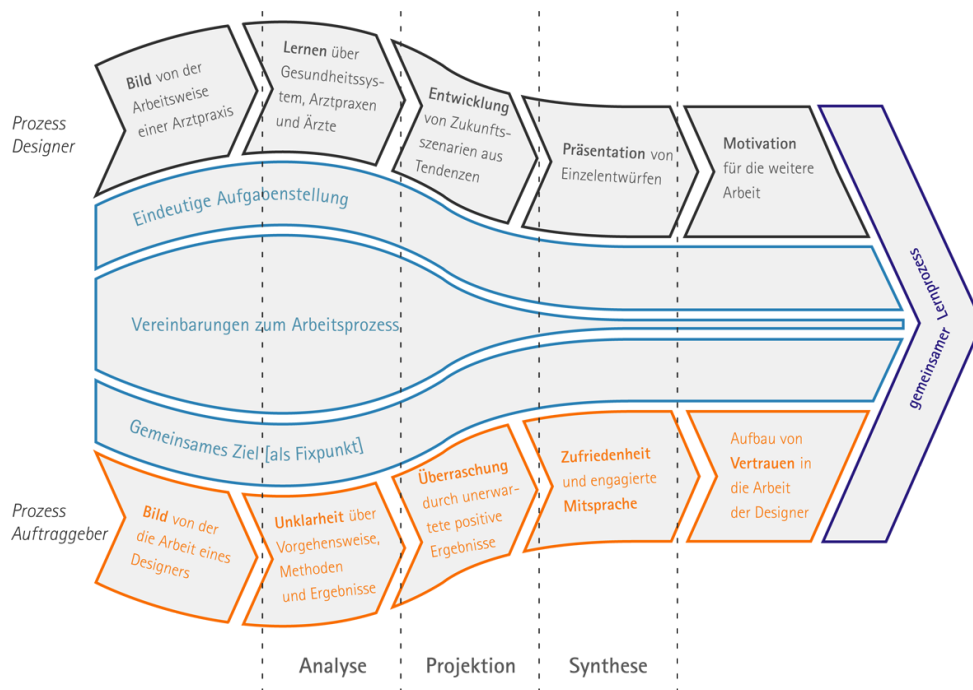 Prozess
Designer
Bild von der
Arbeitsweise
einer Arztpraxis
Lernen über
Gesundheitssys-
tem, Arztpraxen
und Ärzte
Entwicklung
von Zukunfts-
szenarien aus
Tendenzen
Präsentation von
Einzelentwürfen
Motivation
für die weitere
Arbeit
Eindeutige Aufgabenstellung
Vereinbarungen zum Arbeitsprozess
Gemeinsames Ziel [als Fixpunkt]
gemeinsamer Lernprozess
Prozess
Auftraggeber
Bild von der
die Arbeit eines
Designers
Unklarheit über
Vorgehensweise,
Methoden
und Ergebnisse
Überraschung
durch unerwar-
tete positive
Ergebnisse
Zufriedenheit
und engagierte
Mitsprache
Aufbau von
Vertrauen in
die Arbeit
der Designer
Analyse
Projektion
Synthese